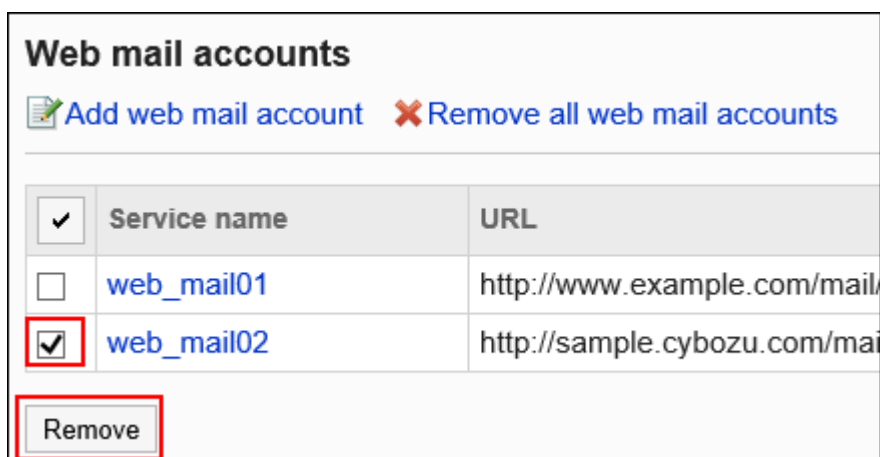 Web mail accounts
Add web mail account Remove all web mail accounts
Service name URL
web_mail01 http://www.example.com/mail/
web_mail02 http://sample.cybozu.com/mai
Remove